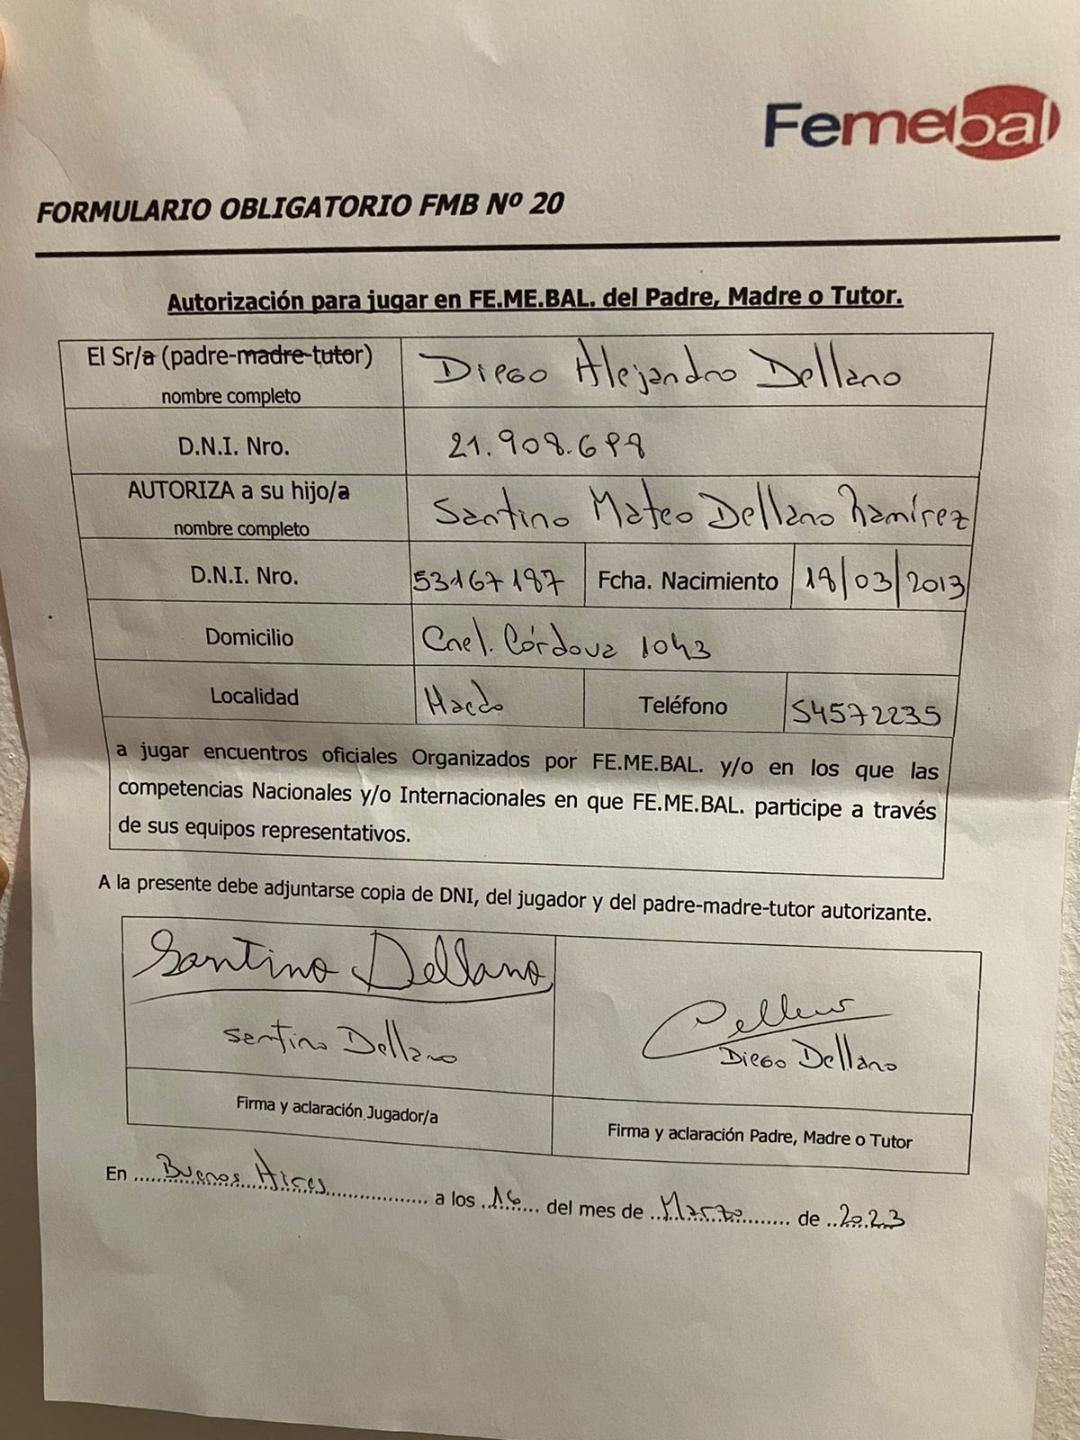 Femebal
FORMULARIO OBLIGATORIO FMB Nº 20
Autorización para jugar en FE.ME.BAL. del Padre, Madre o Tutor.
El Sr/a (padre-madre-tutor)
nombre completo
Diego Alejandro Dellano
D.N.I. Nro.
21.908.698
AUTORIZA a su hijo/a
nombre completo
Santino Mateo Dellano Ramírez
D.N.I. Nro. 53167187 Fcha. Nacimiento 18/03/2013
Domicilio Cnel. Córdova 1043
Localidad Haedo Teléfono 54572235
a jugar encuentros oficiales Organizados por FE.ME.BAL. y/o en los que las
competencias Nacionales y/o Internacionales en que FE.ME.BAL. participe a través
de sus equipos representativos.
A la presente debe adjuntarse copia de DNI, del jugador y del padre-madre-tutor autorizante.
Santino Dellano
Santino Dellano
Firma y aclaración Jugador/a
Diego Dellano
Firma y aclaración Padre, Madre o Tutor
En Buenos Aires a los 16 del mes de Marzo de 2023